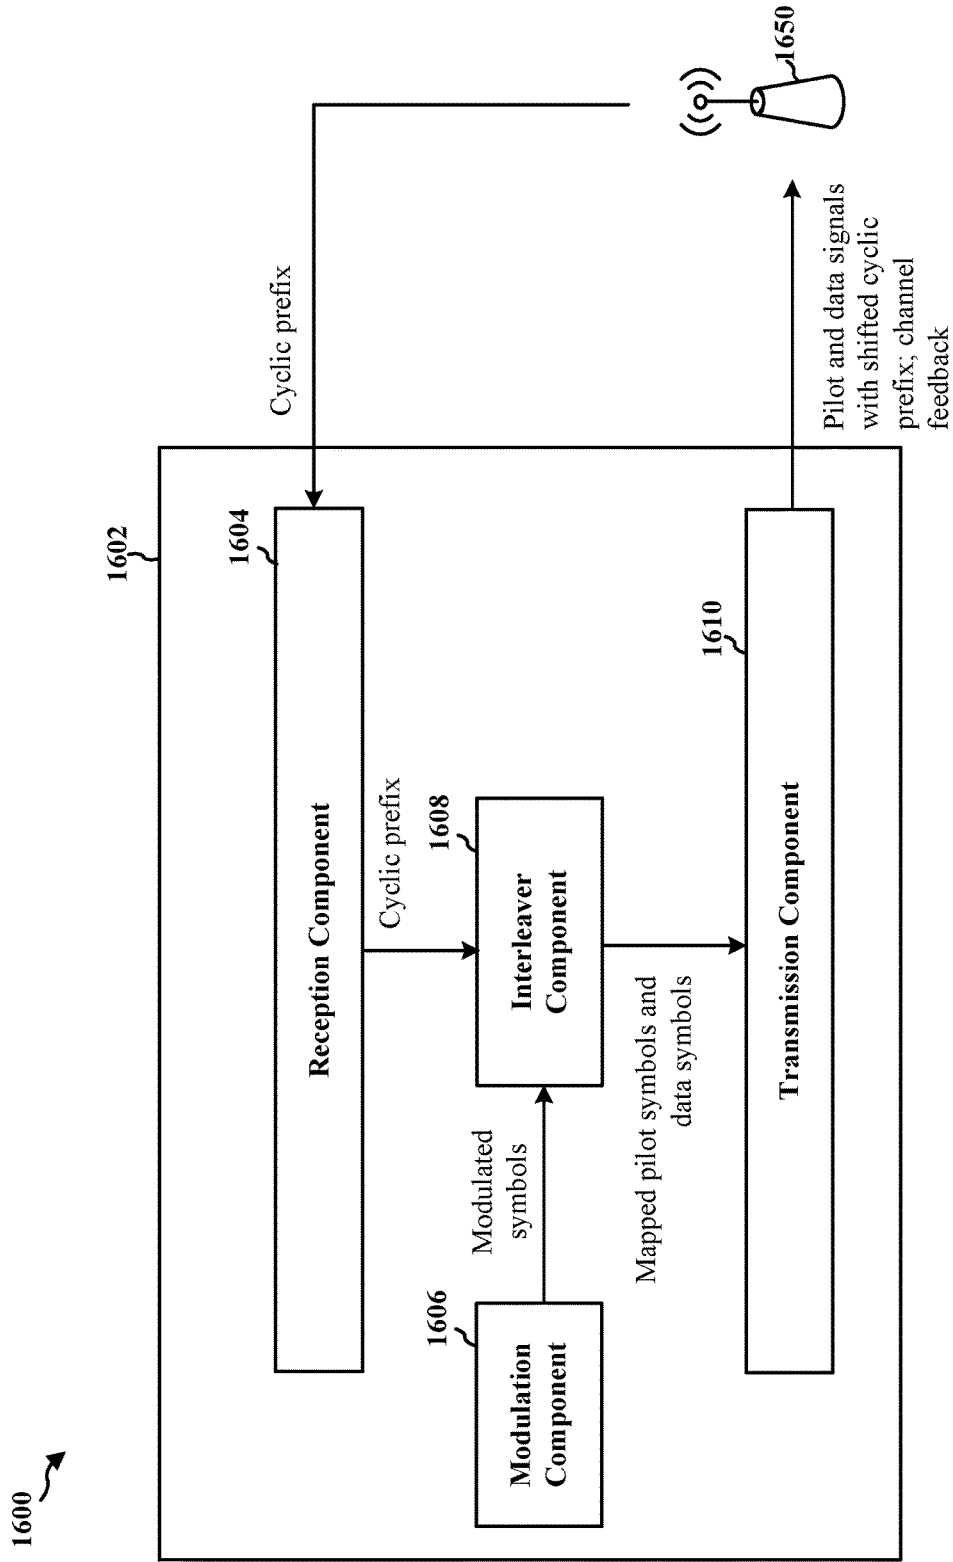 1600
1602
1604
Reception Component
Cyclic prefix
Cyclic prefix
1606
Modulation
Component
Modulated
symbols
1608
Interleaver
Component
Mapped pilot symbols and
data symbols
1610
Transmission Component
Pilot and data signals
with shifted cyclic
prefix; channel
feedback
1650